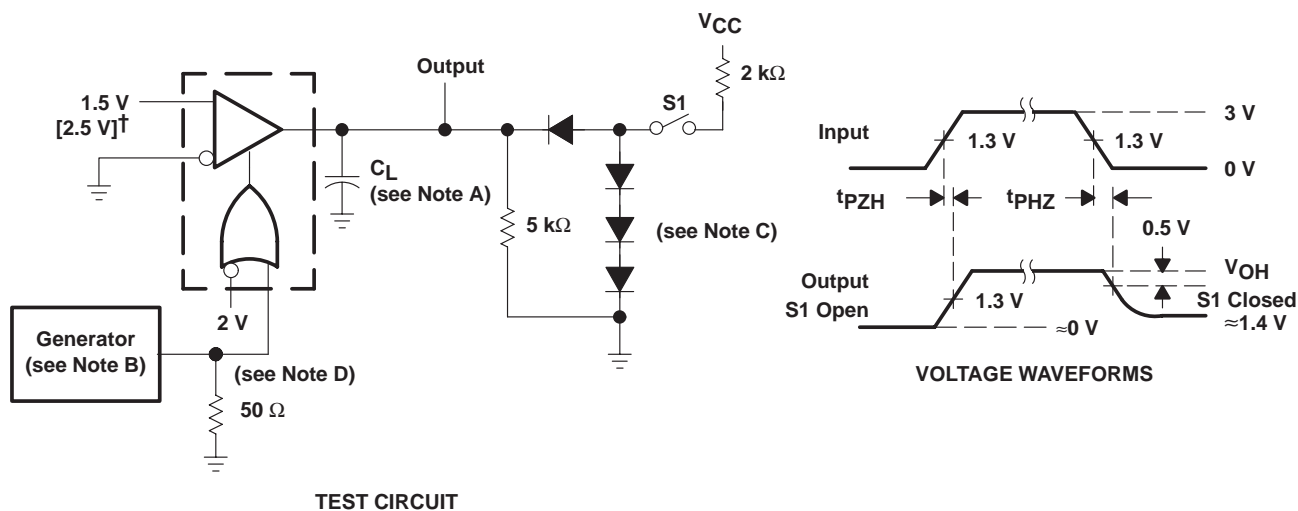 VCC
2 kΩ
Output
S1
1.5 V
[2.5 V]†
CL
(see Note A)
5 kΩ
(see Note C)
2 V
Generator
(see Note B)
(see Note D)
50 Ω
TEST CIRCUIT
3 V
Input
1.3 V
1.3 V
0 V
tPZH
tPHZ
0.5 V
VOH
Output
S1 Open
1.3 V
S1 Closed
≈1.4 V
≈0 V
VOLTAGE WAVEFORMS